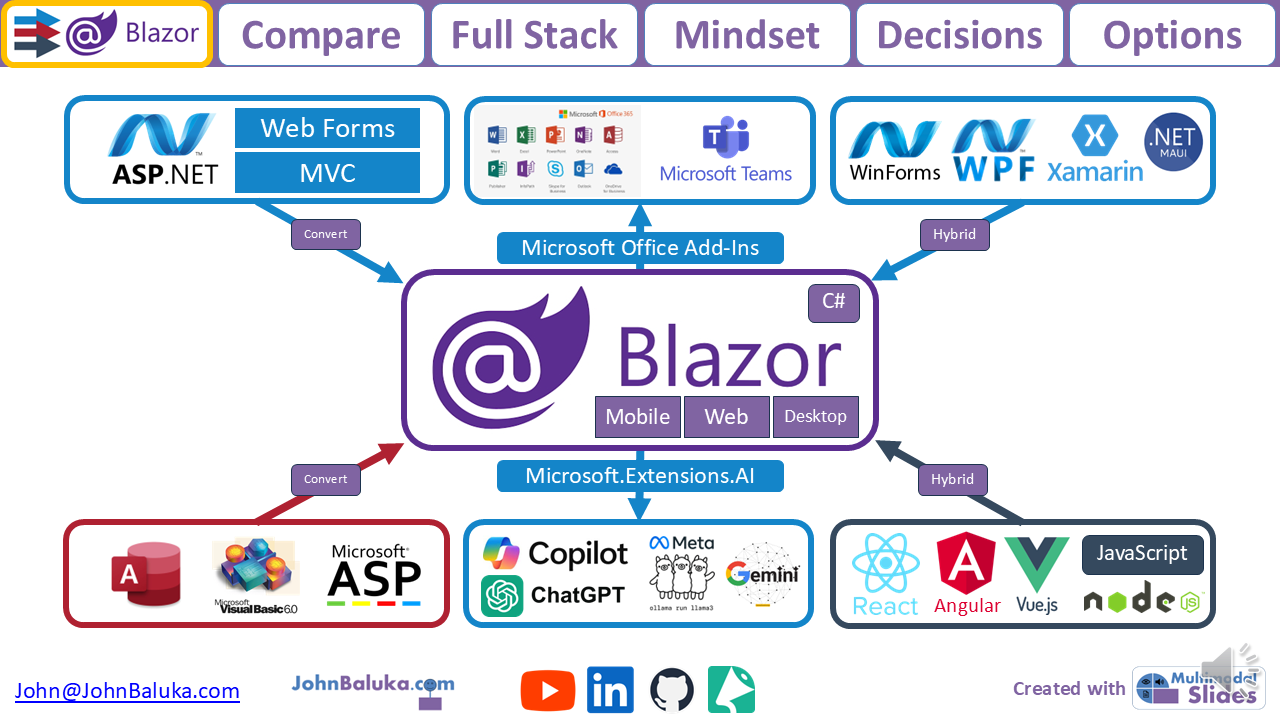 Blazor
Compare
Full Stack
Mindset
Decisions
Options
ASP.NET
Web Forms
MVC
Microsoft Office 365
Word Excel PowerPoint OneNote Access
Publisher InfoPath Skype for Business Outlook OneDrive for Business
Microsoft Teams
WinForms
WPF
Xamarin
.NET
MAUI
Convert
Microsoft Office Add-Ins
Hybrid
C#
@ Blazor
Mobile
Web
Desktop
Convert
Microsoft.Extensions.AI
Hybrid
A
Microsoft
Visual Basic 6.0
Microsoft®
ASP
Copilot
ChatGPT
Meta
ollama run llama3
Gemini
React
Angular
Vue.js
JavaScript
node
JS
John@JohnBaluka.com
JohnBaluka.com
in
Created with
Multimodal
Slides